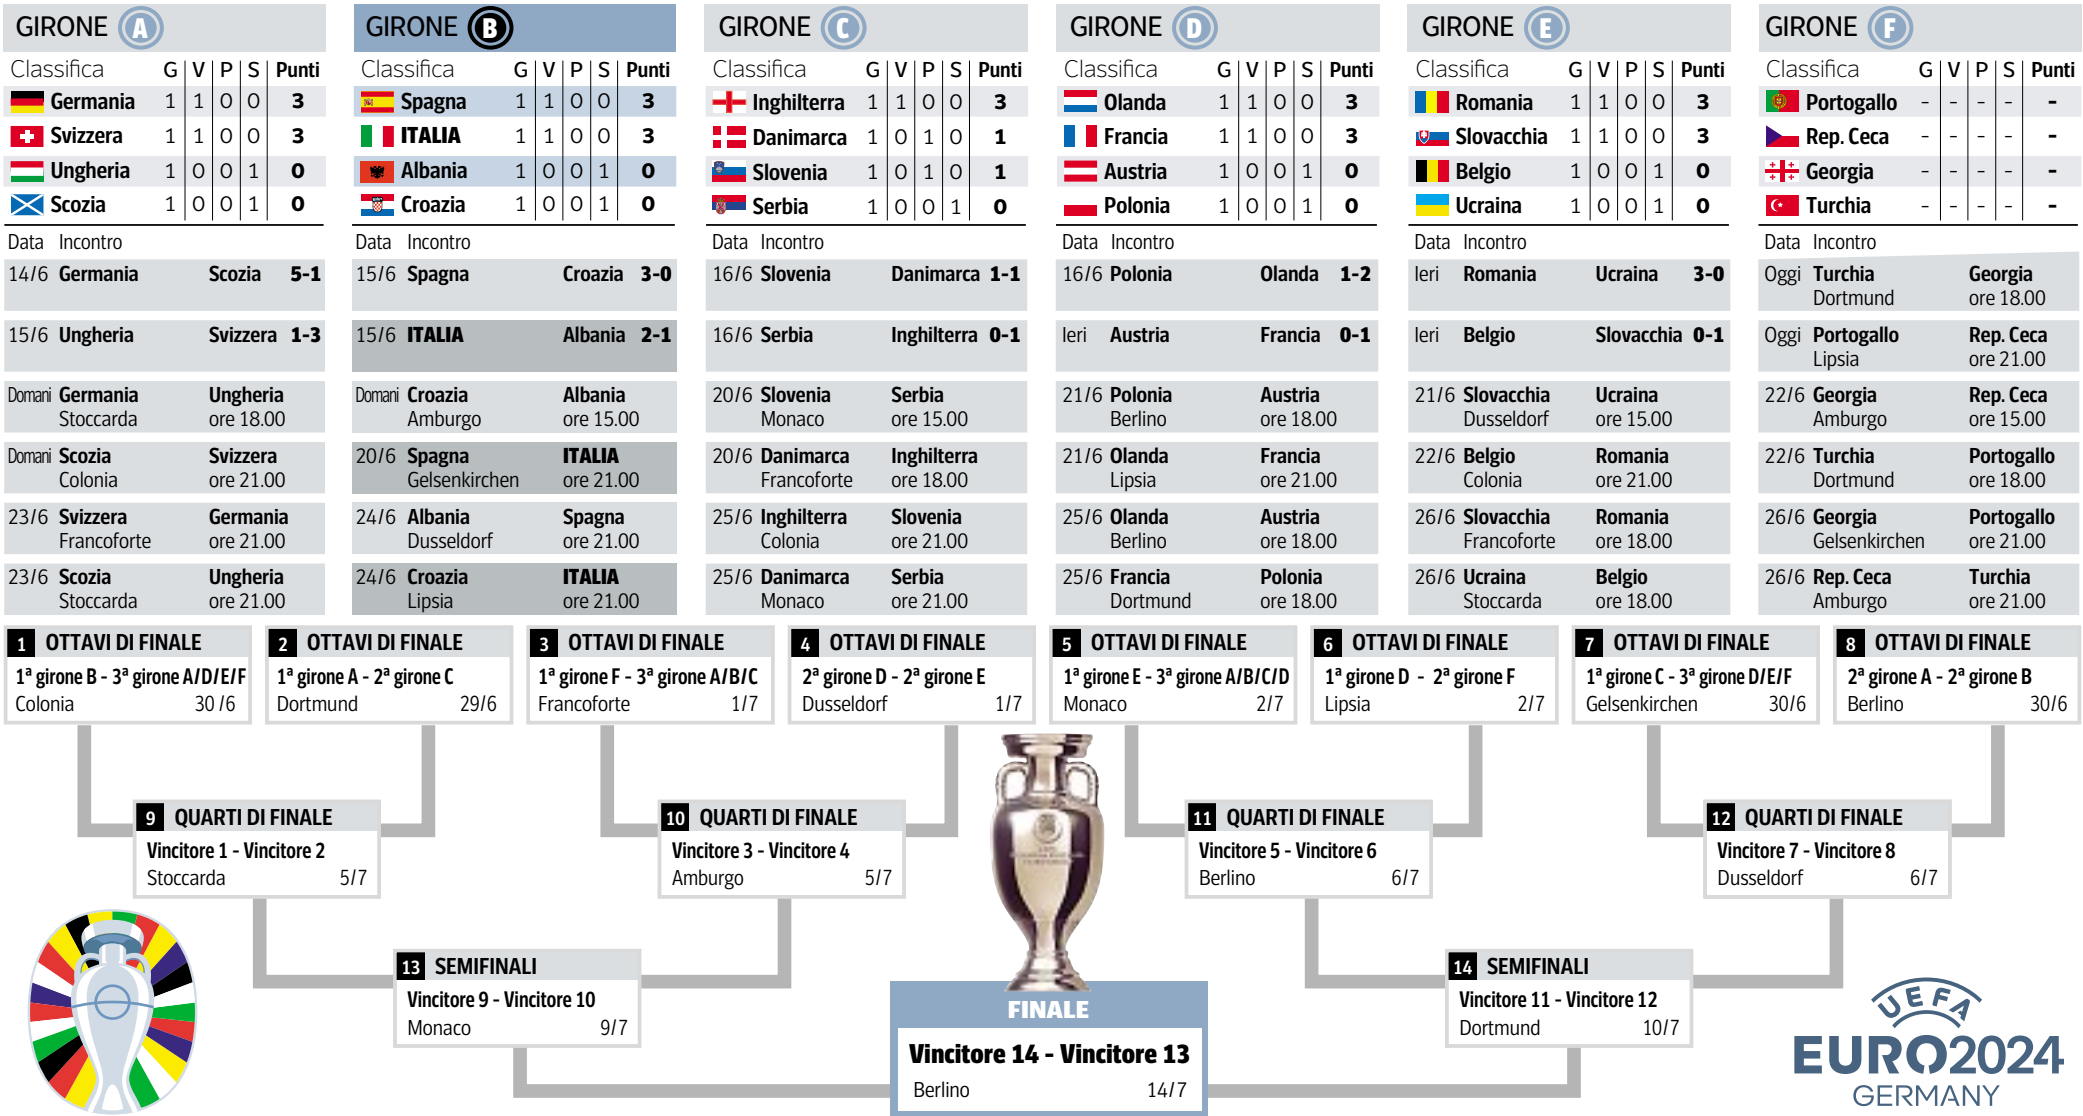 GIRONE A
Classifica G V P S Punti
Germania 1 1 0 0 3
Svizzera 1 1 0 0 3
Ungheria 1 0 0 1 0
Scozia 1 0 0 1 0
Data Incontro
14/6 Germania Scozia 5-1
15/6 Ungheria Svizzera 1-3
Domani Germania Ungheria
Stoccarda ore 18.00
Domani Scozia Svizzera
Colonia ore 21.00
23/6 Svizzera Germania
Francoforte ore 21.00
23/6 Scozia Ungheria
Stoccarda ore 21.00
GIRONE B
Classifica G V P S Punti
Spagna 1 1 0 0 3
ITALIA 1 1 0 0 3
Albania 1 0 0 1 0
Croazia 1 0 0 1 0
Data Incontro
15/6 Spagna Croazia 3-0
15/6 ITALIA Albania 2-1
Domani Croazia Albania
Amburgo ore 15.00
20/6 Spagna ITALIA
Gelsenkirchen ore 21.00
24/6 Albania Spagna
Dusseldorf ore 21.00
24/6 Croazia ITALIA
Lipsia ore 21.00
GIRONE C
Classifica G V P S Punti
Inghilterra 1 1 0 0 3
Danimarca 1 0 1 0 1
Slovenia 1 0 1 0 1
Serbia 1 0 0 1 0
Data Incontro
16/6 Slovenia Danimarca 1-1
16/6 Serbia Inghilterra 0-1
20/6 Slovenia Serbia
Monaco ore 15.00
20/6 Danimarca Inghilterra
Francoforte ore 18.00
25/6 Inghilterra Slovenia
Colonia ore 21.00
25/6 Danimarca Serbia
Monaco ore 21.00
GIRONE D
Classifica G V P S Punti
Olanda 1 1 0 0 3
Francia 1 1 0 0 3
Austria 1 0 0 1 0
Polonia 1 0 0 1 0
Data Incontro
16/6 Polonia Olanda 1-2
Ieri Austria Francia 0-1
21/6 Polonia Austria
Berlino ore 18.00
21/6 Olanda Francia
Lipsia ore 21.00
25/6 Olanda Austria
Berlino ore 18.00
25/6 Francia Polonia
Dortmund ore 18.00
GIRONE E
Classifica G V P S Punti
Romania 1 1 0 0 3
Slovacchia 1 1 0 0 3
Belgio 1 0 0 1 0
Ucraina 1 0 0 1 0
Data Incontro
Ieri Romania Ucraina 3-0
Ieri Belgio Slovacchia 0-1
21/6 Slovacchia Ucraina
Dusseldorf ore 15.00
22/6 Belgio Romania
Colonia ore 21.00
26/6 Slovacchia Romania
Francoforte ore 18.00
26/6 Ucraina Belgio
Stoccarda ore 18.00
GIRONE F
Classifica G V P S Punti
Portogallo - - - - -
Rep. Ceca - - - - -
Georgia - - - - -
Turchia - - - - -
Data Incontro
Oggi Turchia Georgia
Dortmund ore 18.00
Oggi Portogallo Rep. Ceca
Lipsia ore 21.00
22/6 Georgia Rep. Ceca
Amburgo ore 15.00
22/6 Turchia Portogallo
Dortmund ore 18.00
26/6 Georgia Portogallo
Gelsenkirchen ore 21.00
26/6 Rep. Ceca Turchia
Amburgo ore 21.00
1 OTTAVI DI FINALE
1ª girone B - 3ª girone A/D/E/F
Colonia 30/6
2 OTTAVI DI FINALE
1ª girone A - 2ª girone C
Dortmund 29/6
3 OTTAVI DI FINALE
1ª girone F - 3ª girone A/B/C
Francoforte 1/7
4 OTTAVI DI FINALE
2ª girone D - 2ª girone E
Dusseldorf 1/7
5 OTTAVI DI FINALE
1ª girone E - 3ª girone A/B/C/D
Monaco 2/7
6 OTTAVI DI FINALE
1ª girone D - 2ª girone F
Lipsia 2/7
7 OTTAVI DI FINALE
1ª girone C - 3ª girone D/E/F
Gelsenkirchen 30/6
8 OTTAVI DI FINALE
2ª girone A - 2ª girone B
Berlino 30/6
9 QUARTI DI FINALE
Vincitore 1 - Vincitore 2
Stoccarda 5/7
10 QUARTI DI FINALE
Vincitore 3 - Vincitore 4
Amburgo 5/7
11 QUARTI DI FINALE
Vincitore 5 - Vincitore 6
Berlino 6/7
12 QUARTI DI FINALE
Vincitore 7 - Vincitore 8
Dusseldorf 6/7
13 SEMIFINALI
Vincitore 9 - Vincitore 10
Monaco 9/7
14 SEMIFINALI
Vincitore 11 - Vincitore 12
Dortmund 10/7
FINALE
Vincitore 14 - Vincitore 13
Berlino 14/7
UEFA
EURO2024
GERMANY